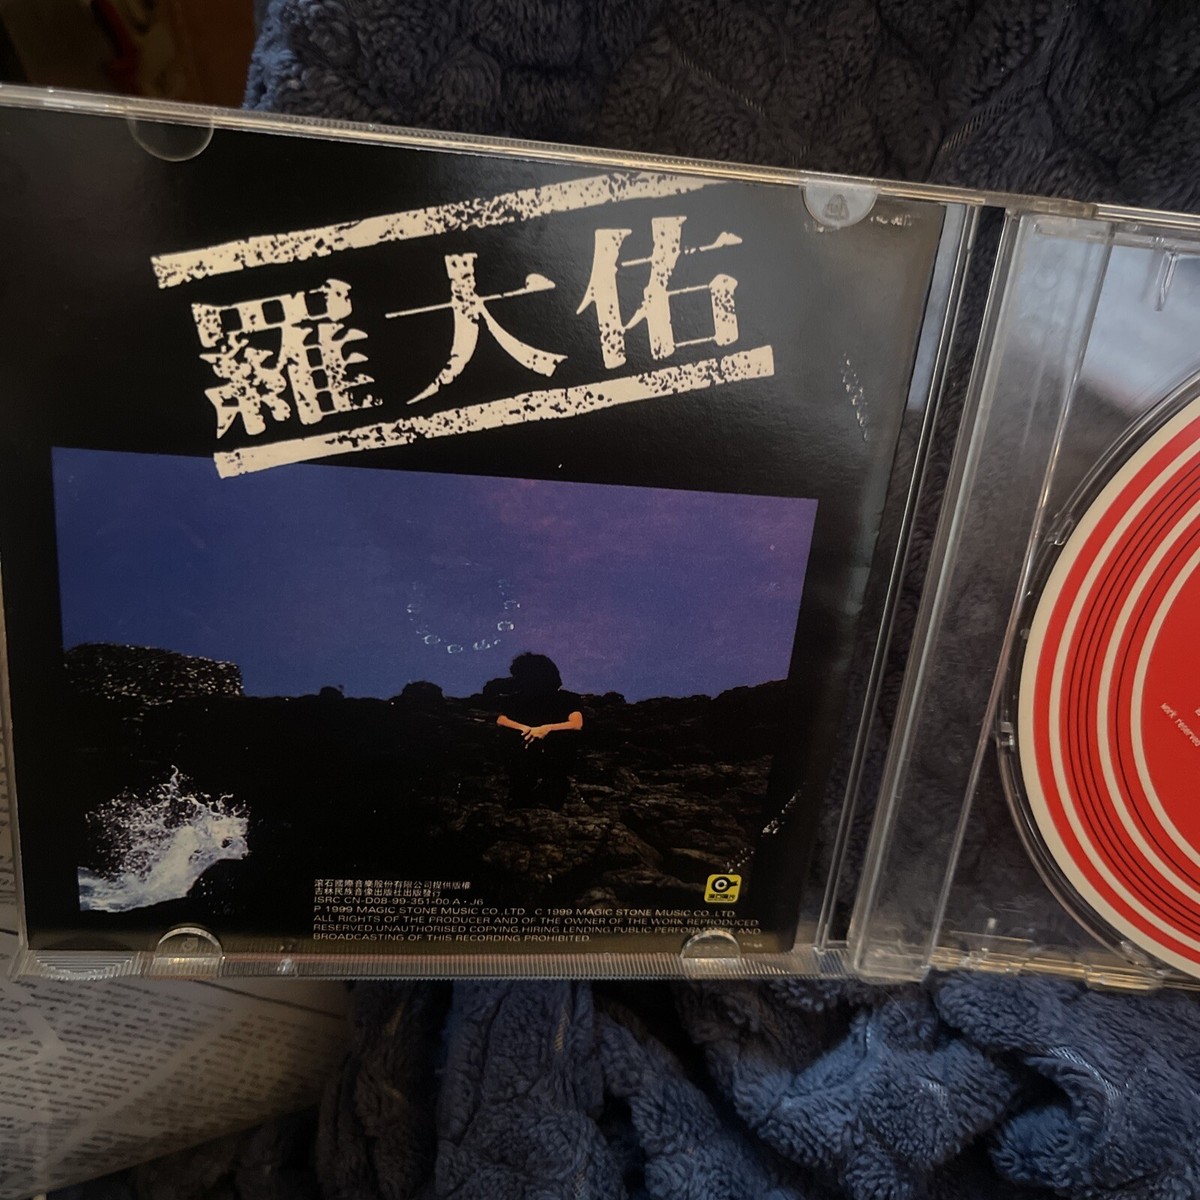 羅大佑
滾石國際音樂股份有限公司提供版權
吉林民族音像出版社出版發行
ISRC CN-D08-99-351-00 A·J6
P 1999 MAGIC STONE MUSIC CO.,LTD. C 1999 MAGIC STONE MUSIC CO.,LTD.
ALL RIGHTS OF THE PRODUCER AND OF THE OWNER OF THE WORK REPRODUCED
RESERVED.UNAUTHORISED COPYING.HIRING LENDING.PUBLIC PERFORMANCE AND
BROADCASTING OF THIS RECORDING PROHIBITED.
work reserve